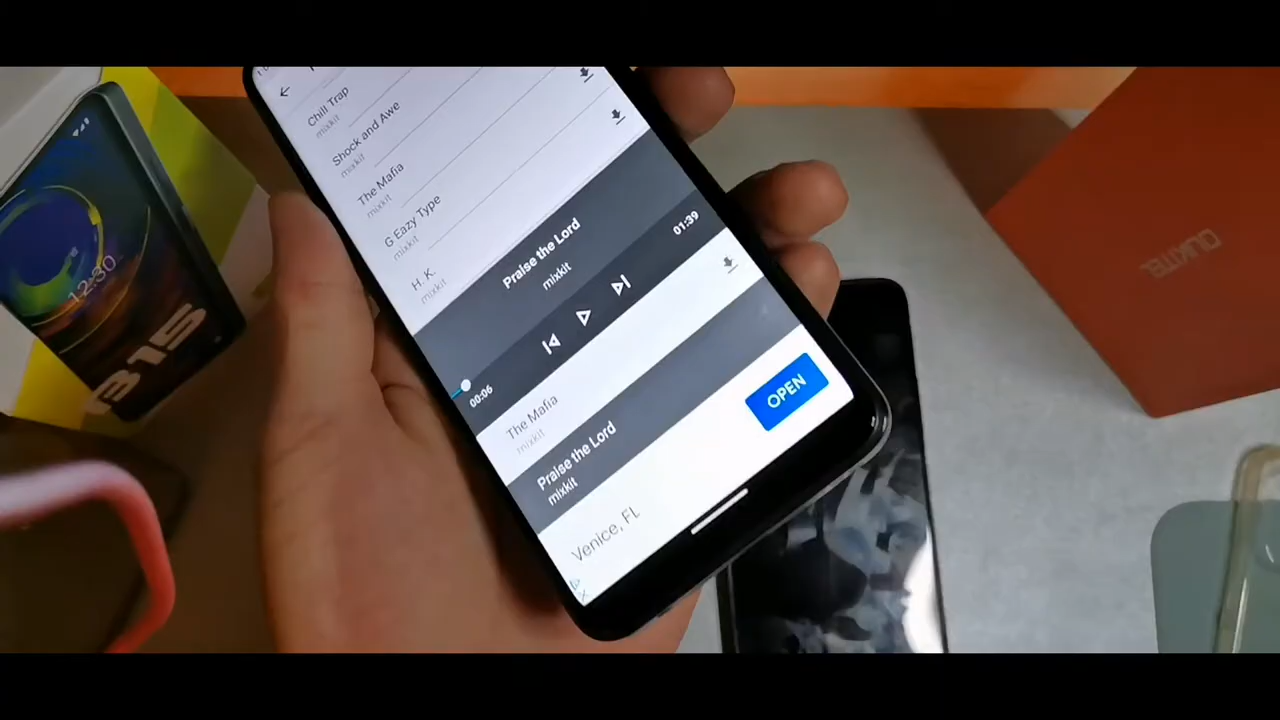 Chill Trap
mixkit
Shock and Awe
mixkit
The Mafia
mixkit
G Eazy Type
mixkit
H. K.
mixkit
Praise the Lord
mixkit
00:06
01:39
The Mafia
mixkit
Praise the Lord
mixkit
Venice, FL
OPEN
12:30
OUKITEL